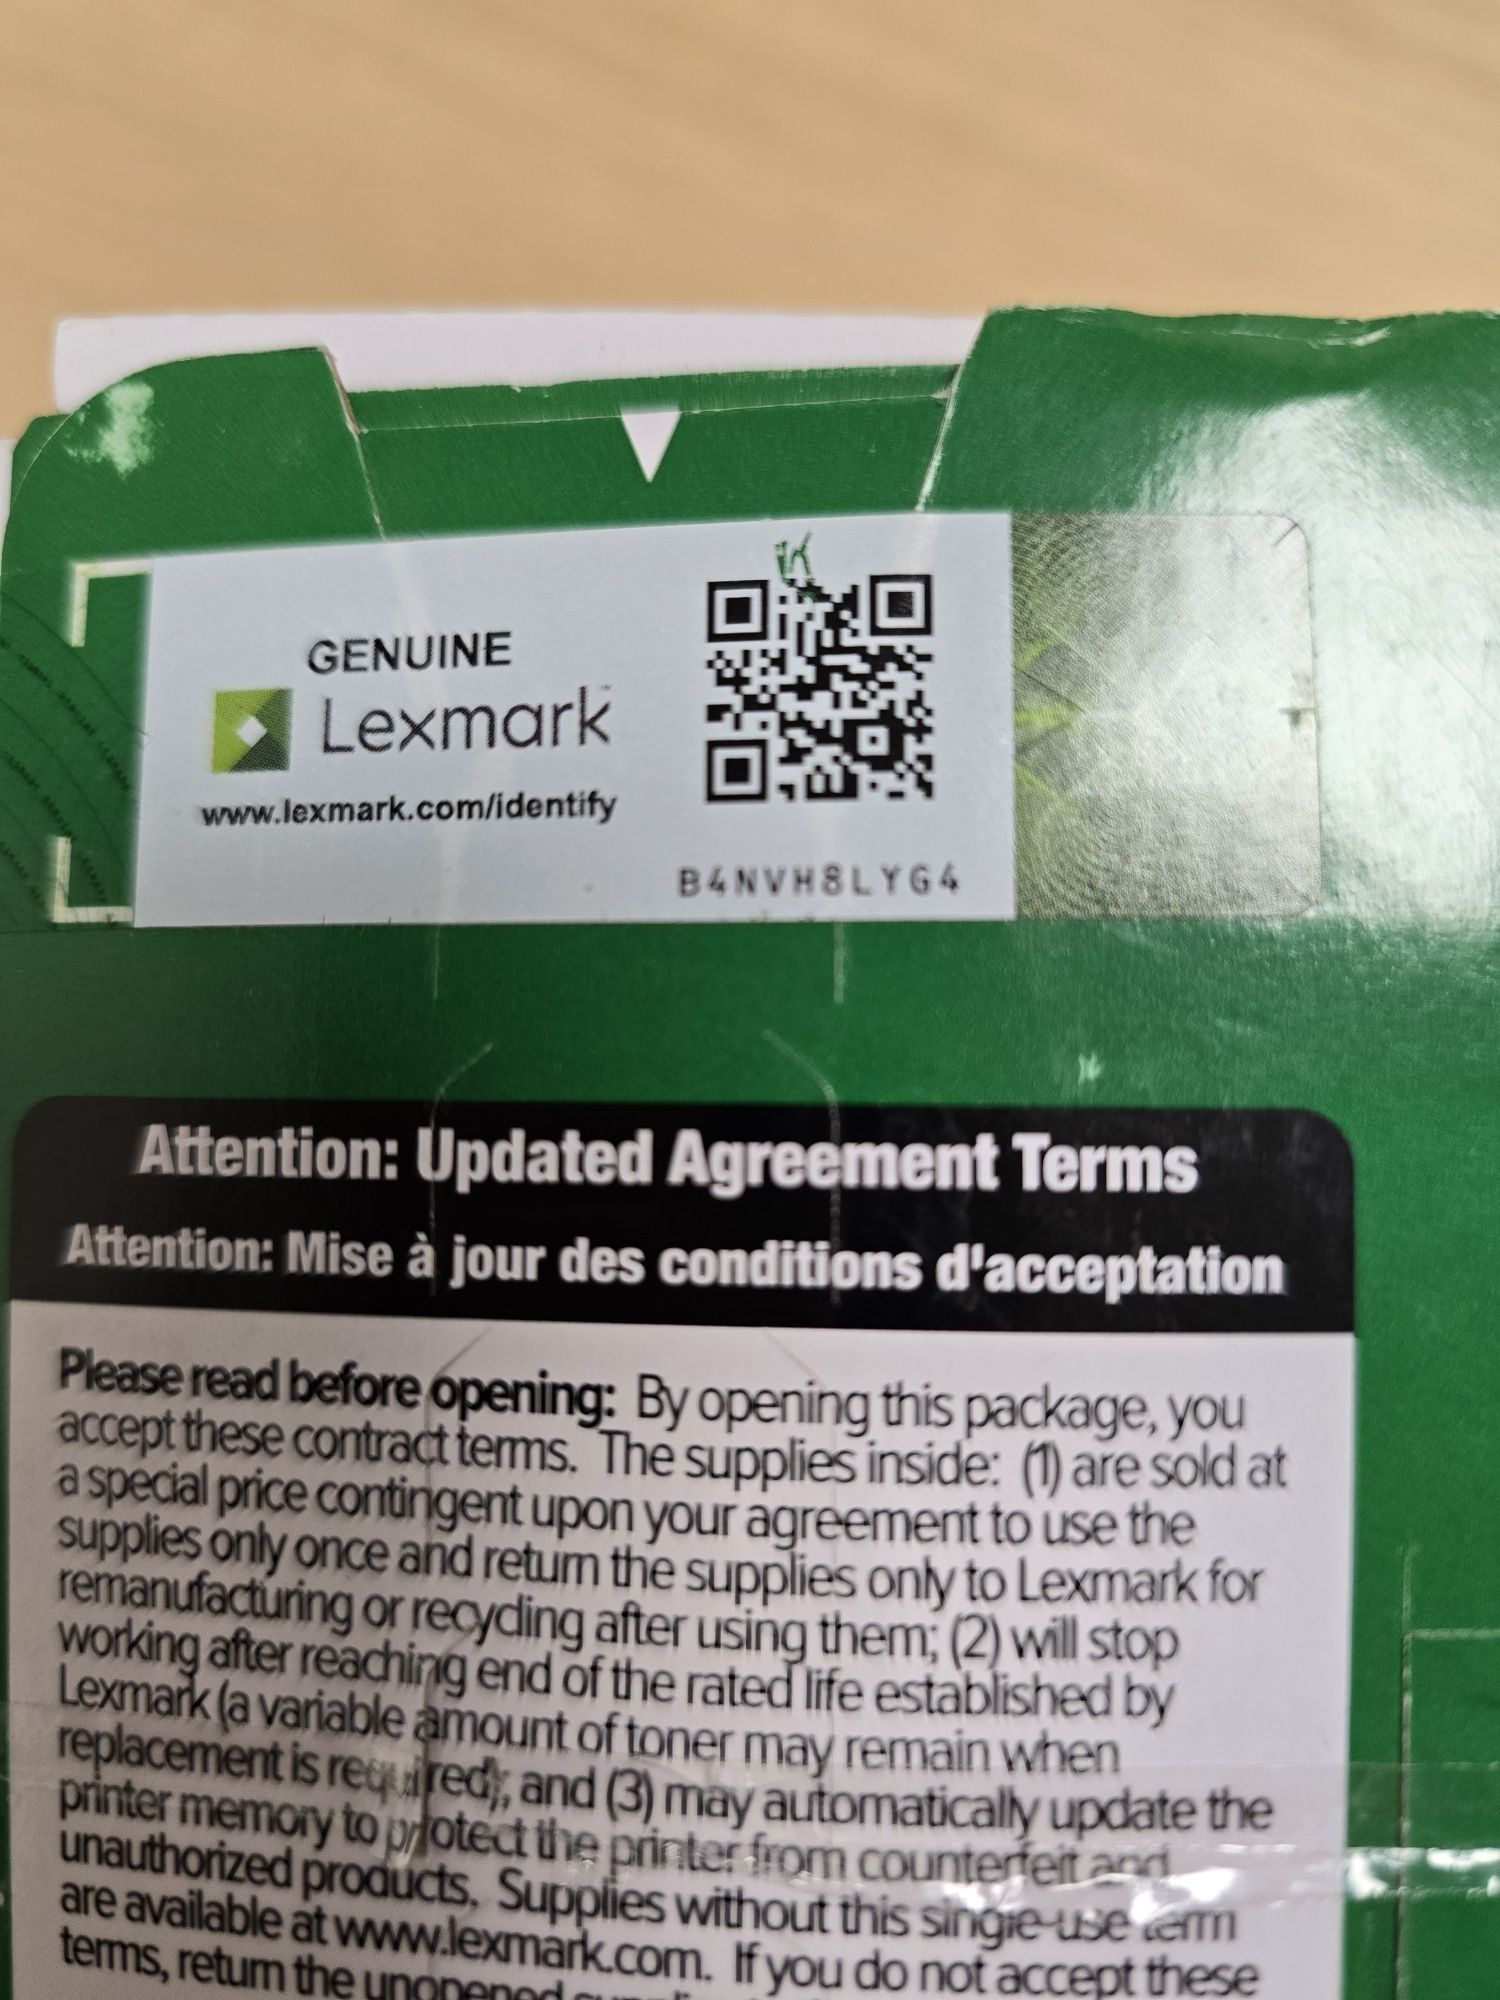 GENUINE
Lexmark™
www.lexmark.com/identify
B4NVH8LYG4
Attention: Updated Agreement Terms
Attention: Mise à jour des conditions d'acceptation
Please read before opening: By opening this package, you
accept these contract terms. The supplies inside: (1) are sold at
a special price contingent upon your agreement to use the
supplies only once and return the supplies only to Lexmark for
remanufacturing or recycling after using them; (2) will stop
working after reaching end of the rated life established by
Lexmark (a variable amount of toner may remain when
replacement is required); and (3) may automatically update the
printer memory to protect the printer from counterfeit and
unauthorized products. Supplies without this single-use term
are available at www.lexmark.com. If you do not accept these
terms, return the unopened